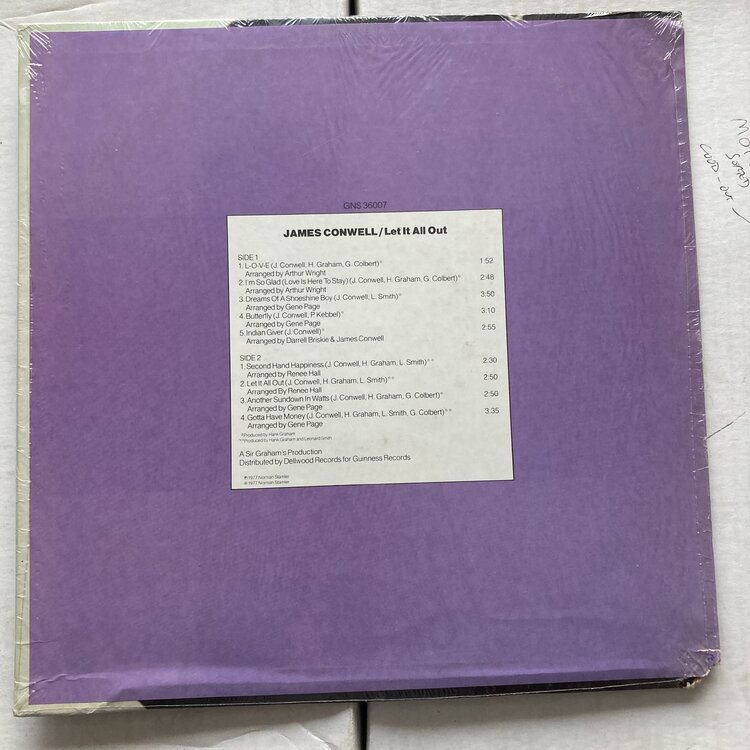 GNS 36007
JAMES CONWELL/Let It All Out
SIDE 1
1. L-O-V-E (J. Conwell, H. Graham, G. Colbert)* 1:52
Arranged by Arthur Wright
2. I'm So Glad (Love Is Here To Stay) (J. Conwell, H. Graham, G. Colbert)* 2:48
Arranged by Arthur Wright
3. Dreams Of A Shoeshine Boy (J. Conwell, L. Smith)* 3:50
Arranged by Gene Page
4. Butterfly (J. Conwell, P. Kebbel)* 3:10
Arranged by Gene Page
5. Indian Giver (J. Conwell)* 2:55
Arranged by Darrell Briskie & James Conwell
SIDE 2
1. Second Hand Happiness (J. Conwell, H. Graham, L. Smith)** 2:30
Arranged by Renee Hall
2. Let It All Out (J. Conwell, H. Graham, L. Smith)** 2:50
Arranged By Renee Hall
3. Another Sundown In Watts (J. Conwell, H. Graham, G. Colbert)* 2:50
Arranged by Gene Page
4. Gotta Have Money (J. Conwell, H. Graham, L. Smith, G. Colbert)** 3:35
Arranged by Gene Page
*Produced by Hank Graham
**Produced by Hank Graham and Leonard Smith
A Sir Graham's Production
Distributed by Dellwood Records for Guinness Records
℗ 1977 Norman Stamler
© 1977 Norman Stamler